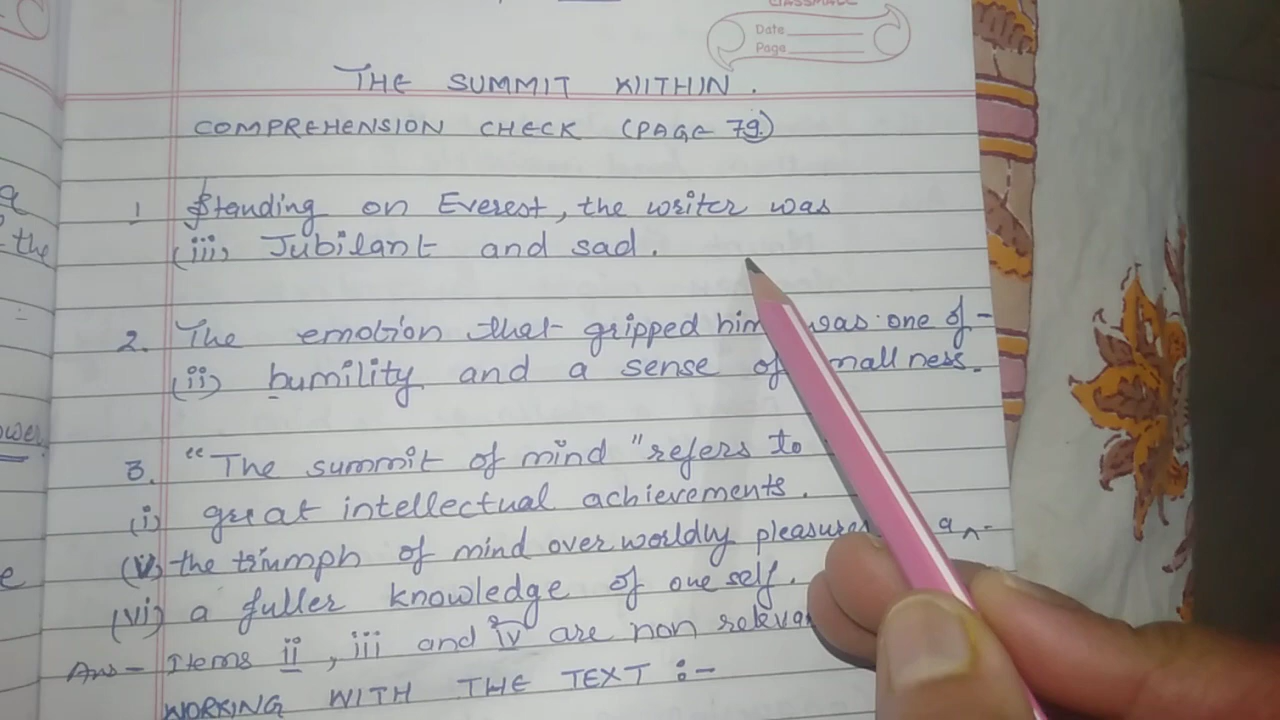 CLASSMATE
Date
Page
THE SUMMIT WITHIN.
COMPREHENSION CHECK (PAGE 79.)
1 Standing on Everest, the writer was
(iii) Jubilant and sad.
2. The emotion that gripped him was one of -
(ii) humility and a sense of smallness.
3. "The summit of mind" refers to
(i) great intellectual achievements.
(v) the triumph of mind over worldly pleasures
(vi) a fuller knowledge of oneself.
Ans - Items ii, iii and iv are non
WORKING WITH THE TEXT :-
the
e